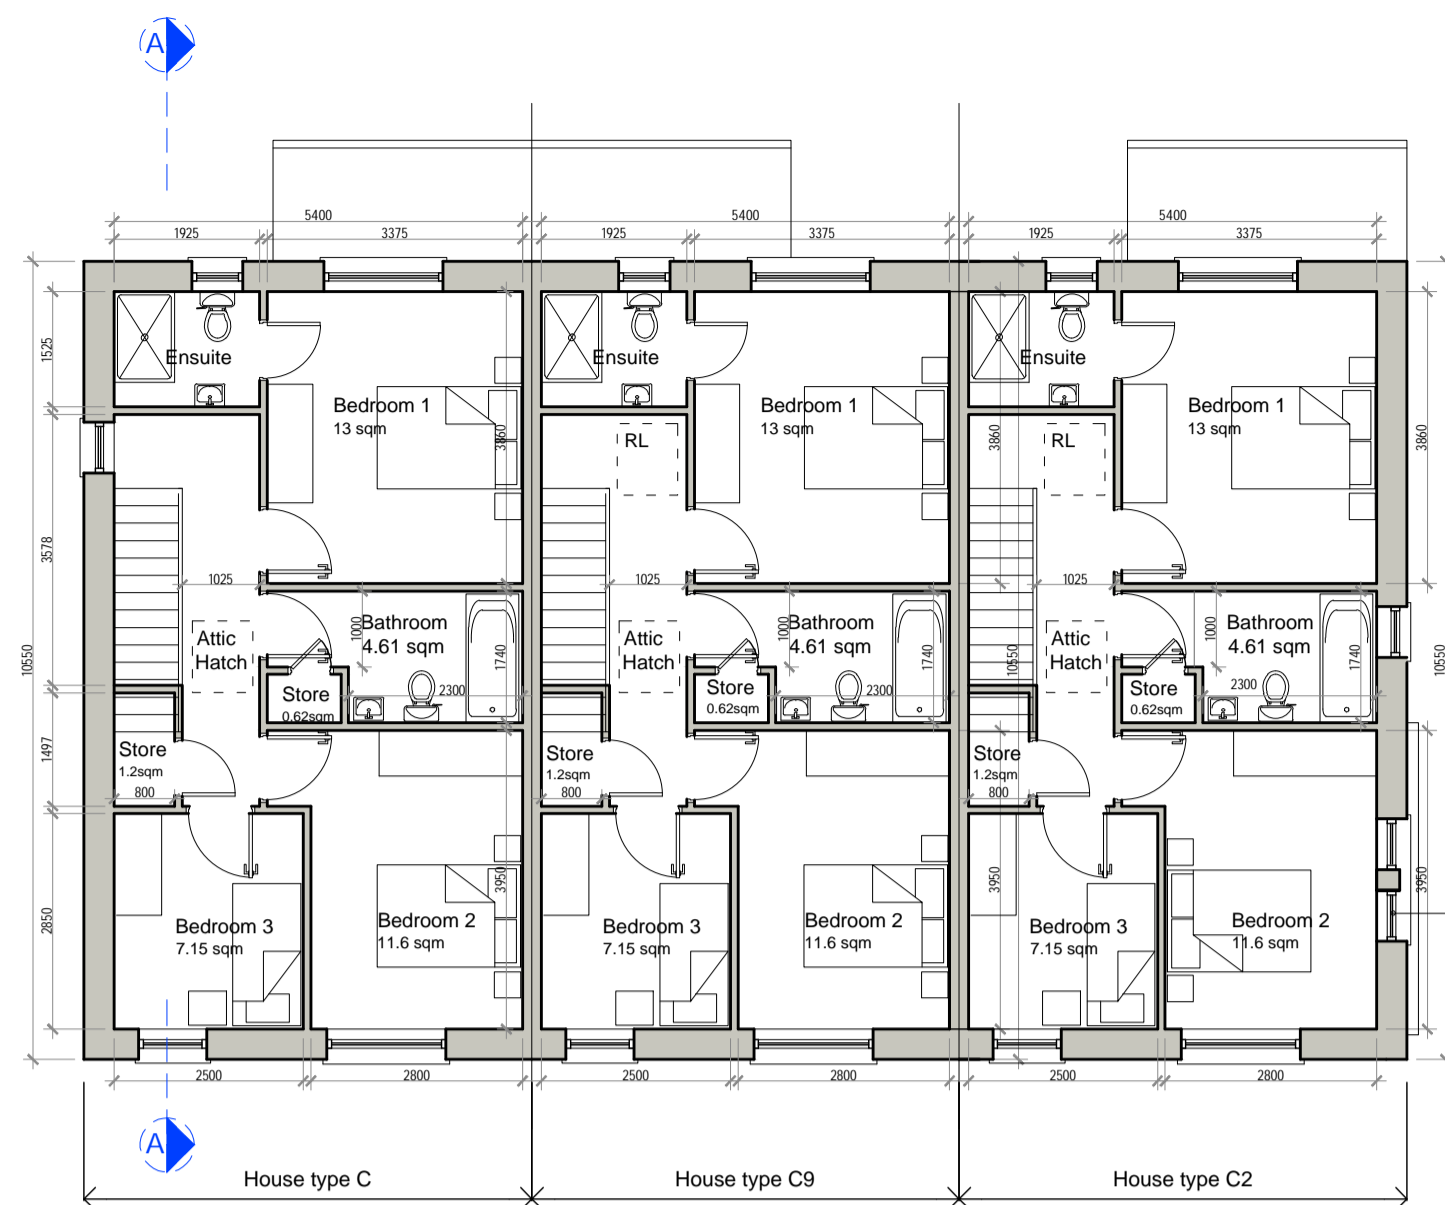 A
5400
5400
5400
1925
3375
1925
3375
1925
3375
Ensuite
Ensuite
Ensuite
1525
Bedroom 1
13 sqm
Bedroom 1
13 sqm
Bedroom 1
13 sqm
3860
3860
3860
RL
RL
3578
1025
1025
1025
10550
10550
10550
Attic
Hatch
Attic
Hatch
Attic
Hatch
1000
1000
1000
Bathroom
4.61 sqm
Bathroom
4.61 sqm
Bathroom
4.61 sqm
1740
1740
1740
Store
0.62sqm
Store
0.62sqm
Store
0.62sqm
2300
2300
2300
1497
Store
1.2sqm
Store
1.2sqm
Store
1.2sqm
800
800
800
2850
3950
3950
3950
Bedroom 3
7.15 sqm
Bedroom 2
11.6 sqm
Bedroom 3
7.15 sqm
Bedroom 2
11.6 sqm
Bedroom 3
7.15 sqm
Bedroom 2
11.6 sqm
2500
2800
2500
2800
2500
2800
A
House type C
House type C9
House type C2